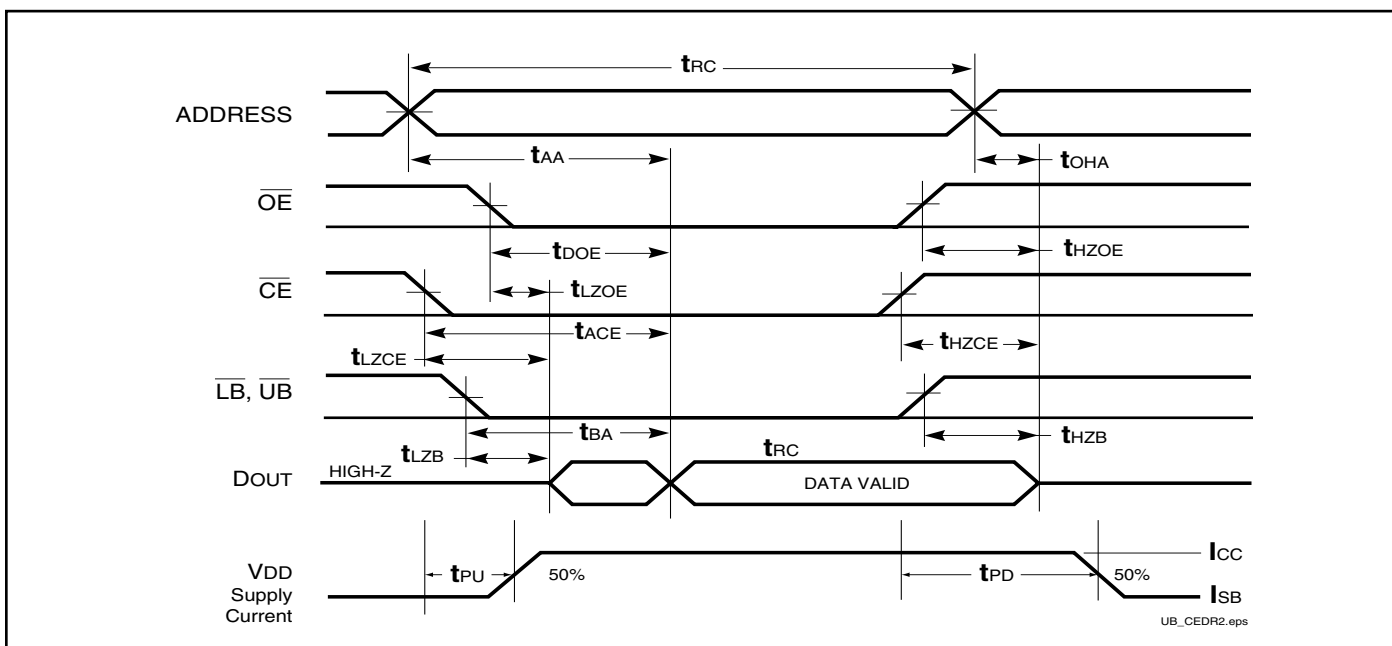 tRC
ADDRESS
tAA
tOHA
OE
tDOE
tHZOE
CE
tLZOE
tACE
tHZCE
tLZCE
LB, UB
tBA
tHZB
tLZB
tRC
DOUT
HIGH-Z
DATA VALID
ICC
tPU
50%
tPD
50%
VDD
Supply
Current
ISB
UB_CEDR2.eps